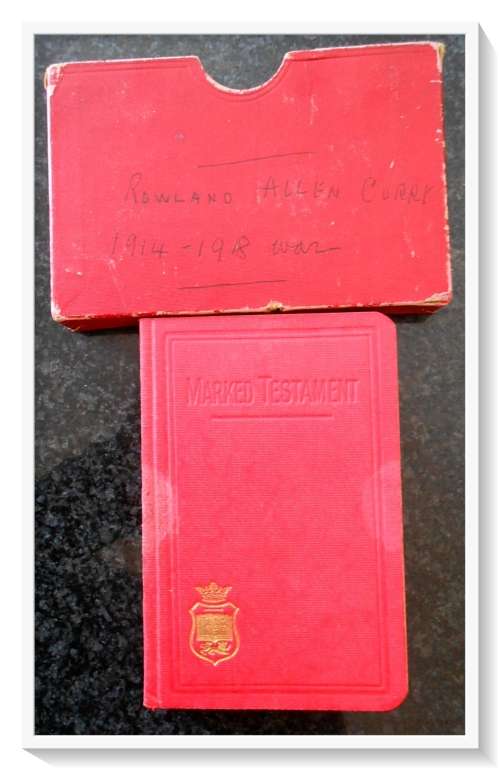 ROWLAND ALLEN CURRY
1914-1918 war
MARKED TESTAMENT